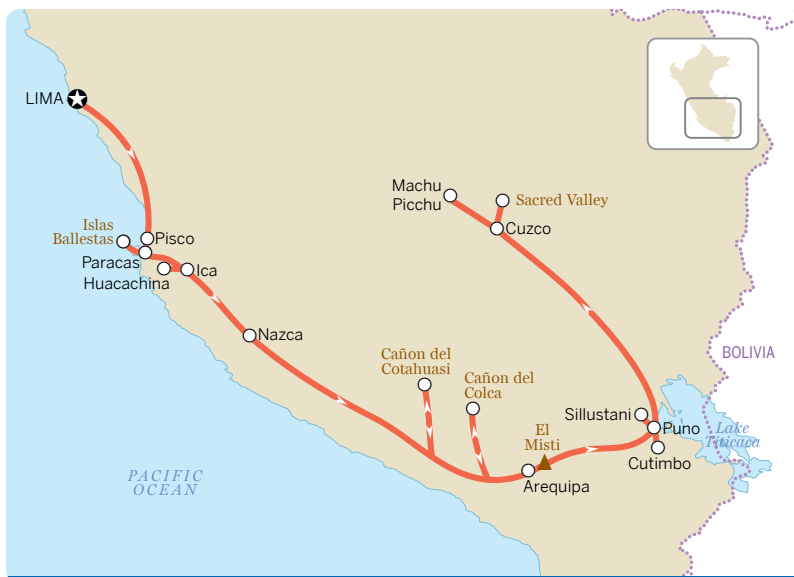 LIMA
Machu
Picchu
Sacred Valley
Cuzco
Islas
Ballestas
Pisco
Paracas
Ica
Huacachina
Nazca
BOLIVIA
Cañon del
Cotahuasi
Cañon del
Colca
Sillustani
Puno
Lake
Titicaca
El
Misti
Cutimbo
Arequipa
PACIFIC
OCEAN